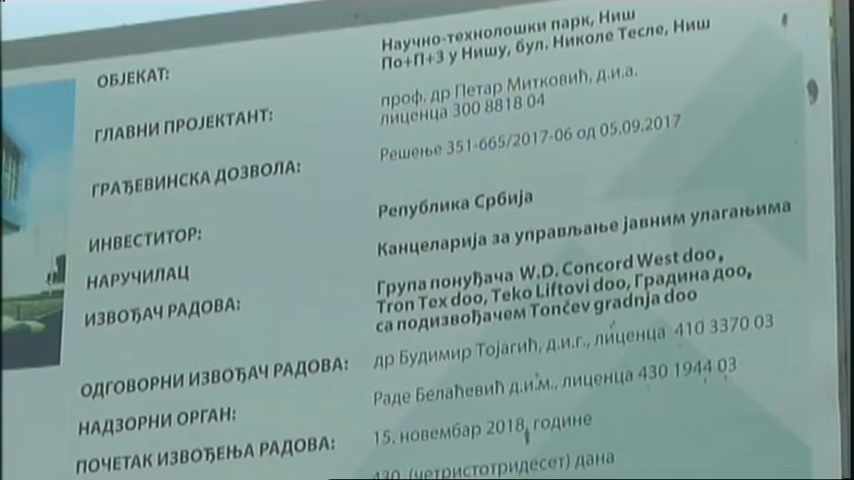 ОБЈЕКАТ:
Научно-технолошки парк, Ниш
По+П+3 у Нишу, бул. Николе Тесле, Ниш
ГЛАВНИ ПРОЈЕКТАНТ:
проф. др Петар Митковић, д.и.а.
лиценца 300 8818 04
ГРАЂЕВИНСКА ДОЗВОЛА:
Решење 351-665/2017-06 од 05.09.2017
ИНВЕСТИТОР:
Република Србија
НАРУЧИЛАЦ
Канцеларија за управљање јавним улагањима
ИЗВОЂАЧ РАДОВА:
Група понуђача W.D. Concord West doo,
Tron Tex doo, Teko Liftovi doo, Градина доо,
са подизвођачем Tončev gradnja doo
ОДГОВОРНИ ИЗВОЂАЧ РАДОВА:
др Будимир Тојагић, д.и.г., лиценца 410 3370 03
НАДЗОРНИ ОРГАН:
Раде Белаћевић д.и.м., лиценца 430 1944 03
ПОЧЕТАК ИЗВОЂЕЊА РАДОВА:
15. новембар 2018. године
430 (четристотридесет) дана